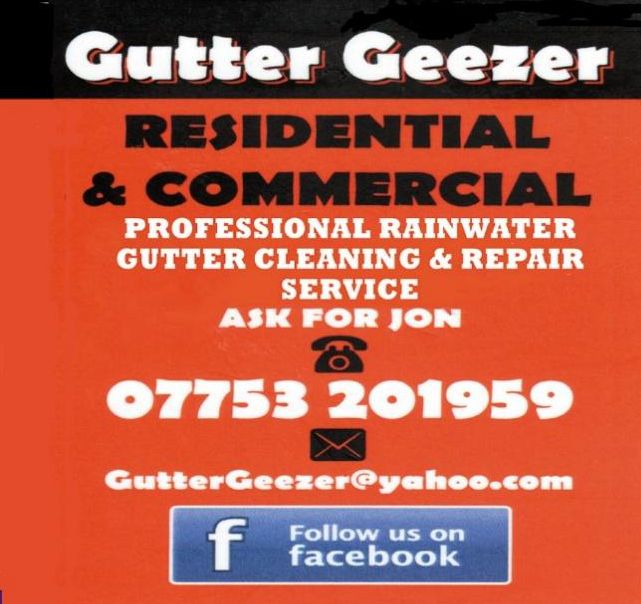 Gutter Geezer
RESIDENTIAL
& COMMERCIAL
PROFESSIONAL RAINWATER
GUTTER CLEANING & REPAIR
SERVICE
ASK FOR JON
07753 201959
GutterGeezer@yahoo.com
f Follow us on
facebook